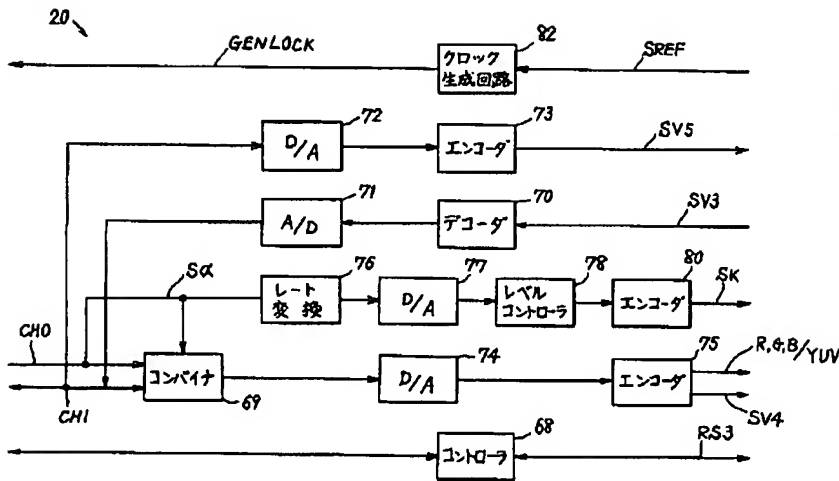 20
GENLOCK
82
クロック
生成回路
SREF
72
D/A
73
エンコーダ
SV5
71
A/D
70
デコーダ
SV3
Sα
76
レート
変換
77
D/A
78
レベル
コントローラ
80
エンコーダ
SK
CH0
コンバイナ
69
CH1
74
D/A
75
エンコーダ
R,G,B/YUV
SV4
68
コントローラ
RS3